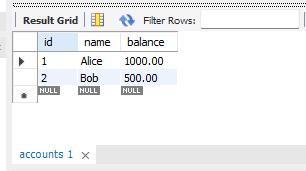 Result Grid Filter Rows:
id name balance
1 Alice 1000.00
2 Bob 500.00
NULL NULL NULL
accounts 1